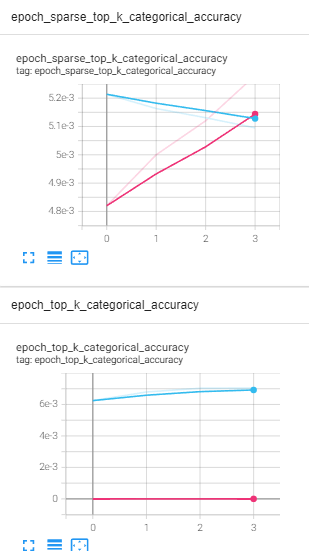 epoch_sparse_top_k_categorical_accuracy
epoch_sparse_top_k_categorical_accuracy
tag: epoch_sparse_top_k_categorical_accuracy
5.2e-3
5.1e-3
5e-3
4.9e-3
4.8e-3
0 1 2 3
epoch_top_k_categorical_accuracy
epoch_top_k_categorical_accuracy
tag: epoch_top_k_categorical_accuracy
6e-3
4e-3
2e-3
0
0 1 2 3